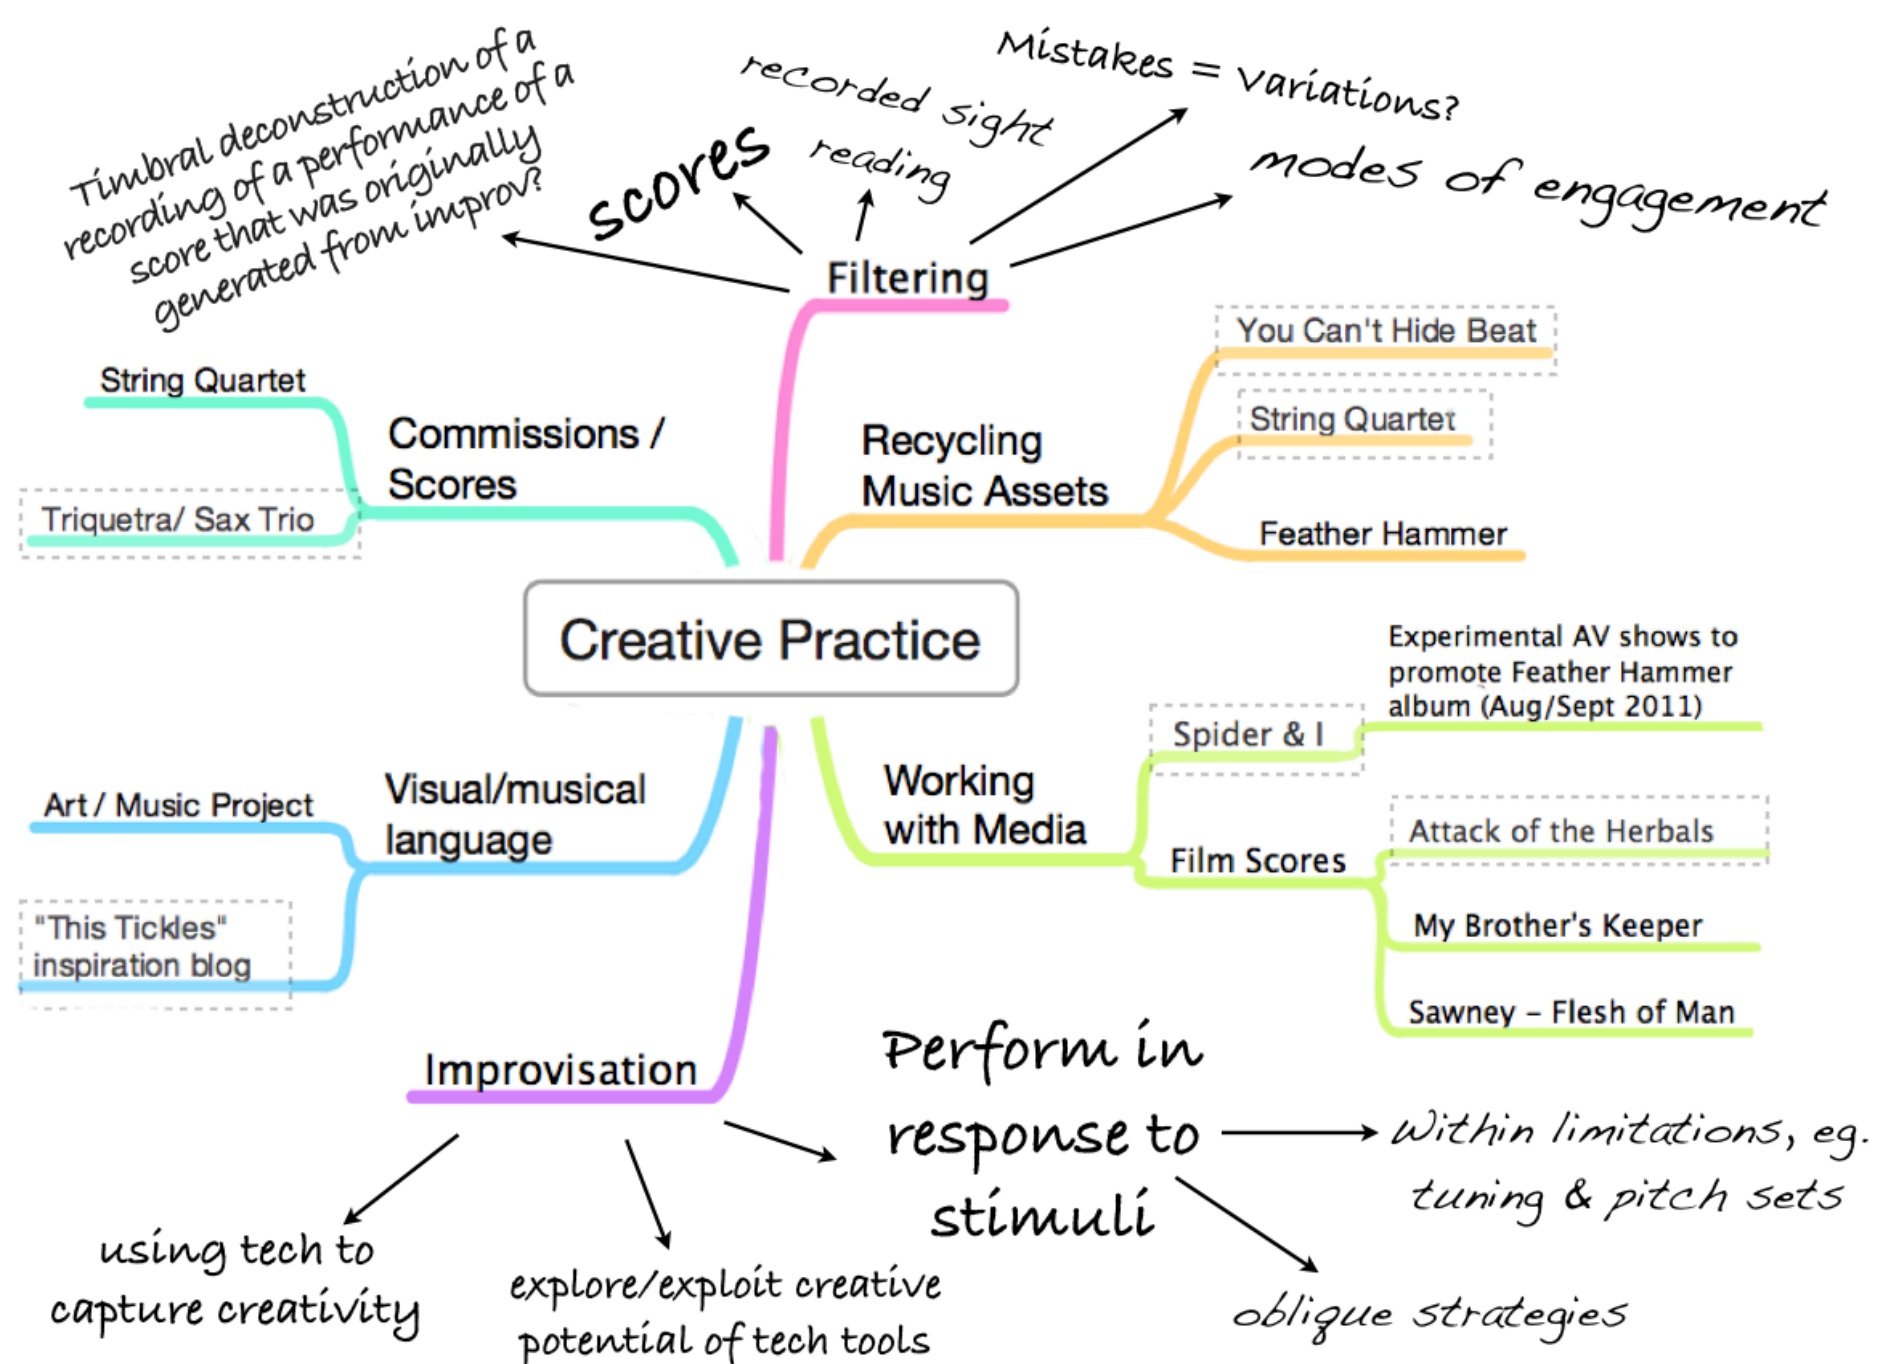 Timbral deconstruction of a
recording of a performance of a
score that was originally
generated from improv?
scores
recorded sight
reading
Mistakes = variations?
modes of engagement
Filtering
String Quartet
Triquetra/ Sax Trio
Commissions /
Scores
Recycling
Music Assets
You Can't Hide Beat
String Quartet
Feather Hammer
Creative Practice
Art / Music Project
"This Tickles"
inspiration blog
Visual/musical
language
Working
with Media
Spider & I
Experimental AV shows to
promote Feather Hammer
album (Aug/Sept 2011)
Film Scores
Attack of the Herbals
My Brother's Keeper
Sawney – Flesh of Man
Improvisation
using tech to
capture creativity
explore/exploit creative
potential of tech tools
Perform in
response to
stimuli
Within limitations, eg.
tuning & pitch sets
oblique strategies